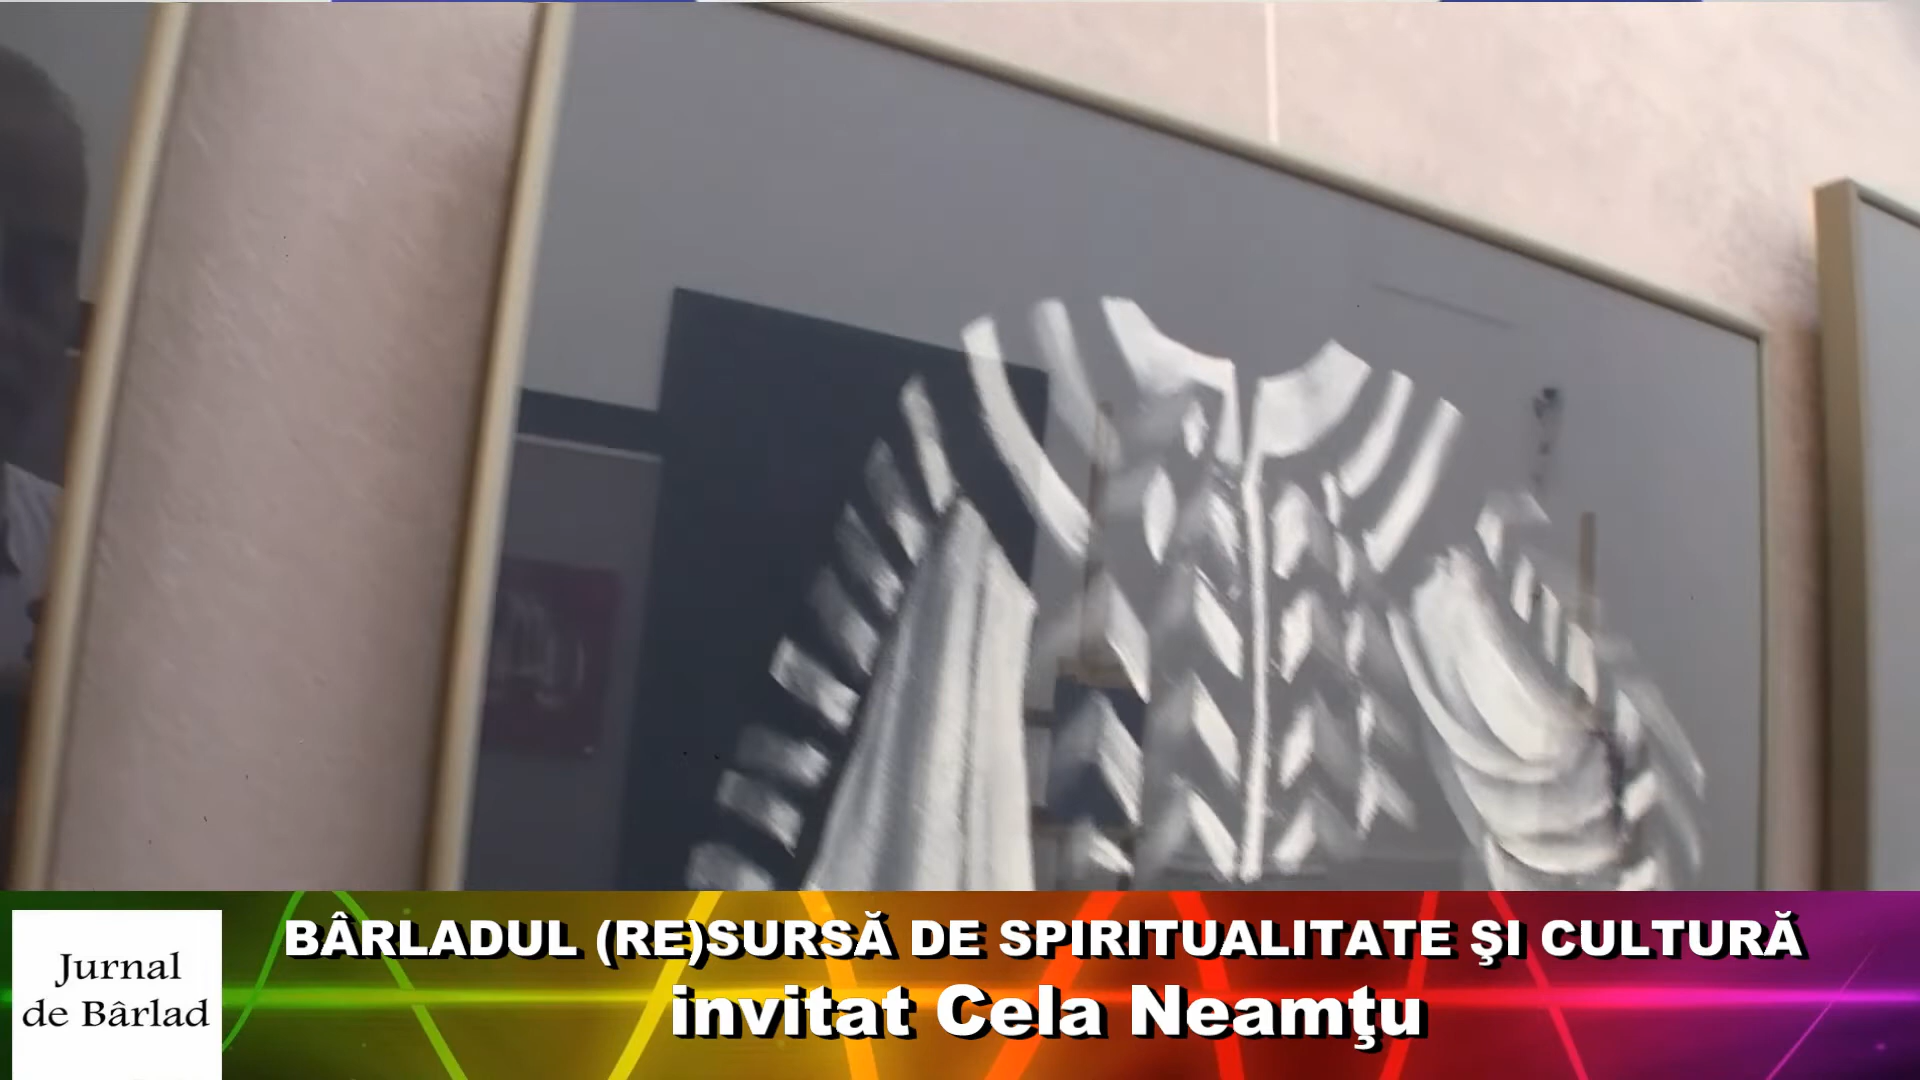 BÂRLADUL (RE)SURSĂ DE SPIRITUALITATE ŞI CULTURĂ
invitat Cela Neamţu
Jurnal
de Bârlad